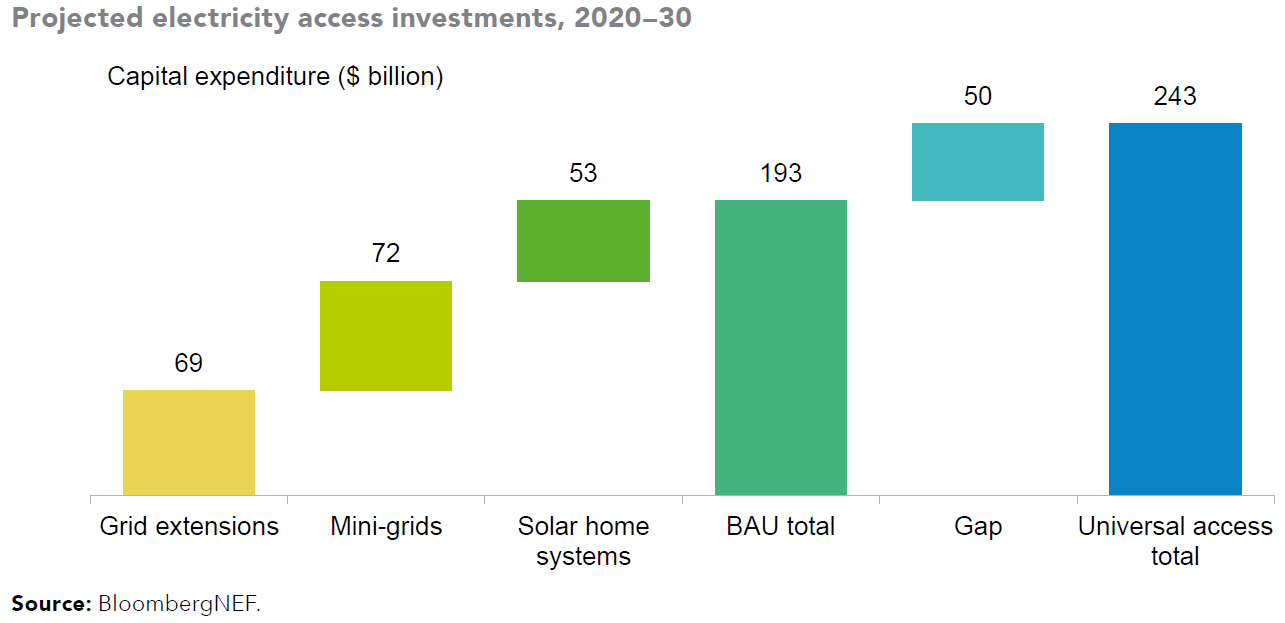 Projected electricity access investments, 2020–30
Capital expenditure ($ billion)
50
243
53
193
72
69
Grid extensions
Mini-grids
Solar home
systems
BAU total
Gap
Universal access
total
Source: BloombergNEF.